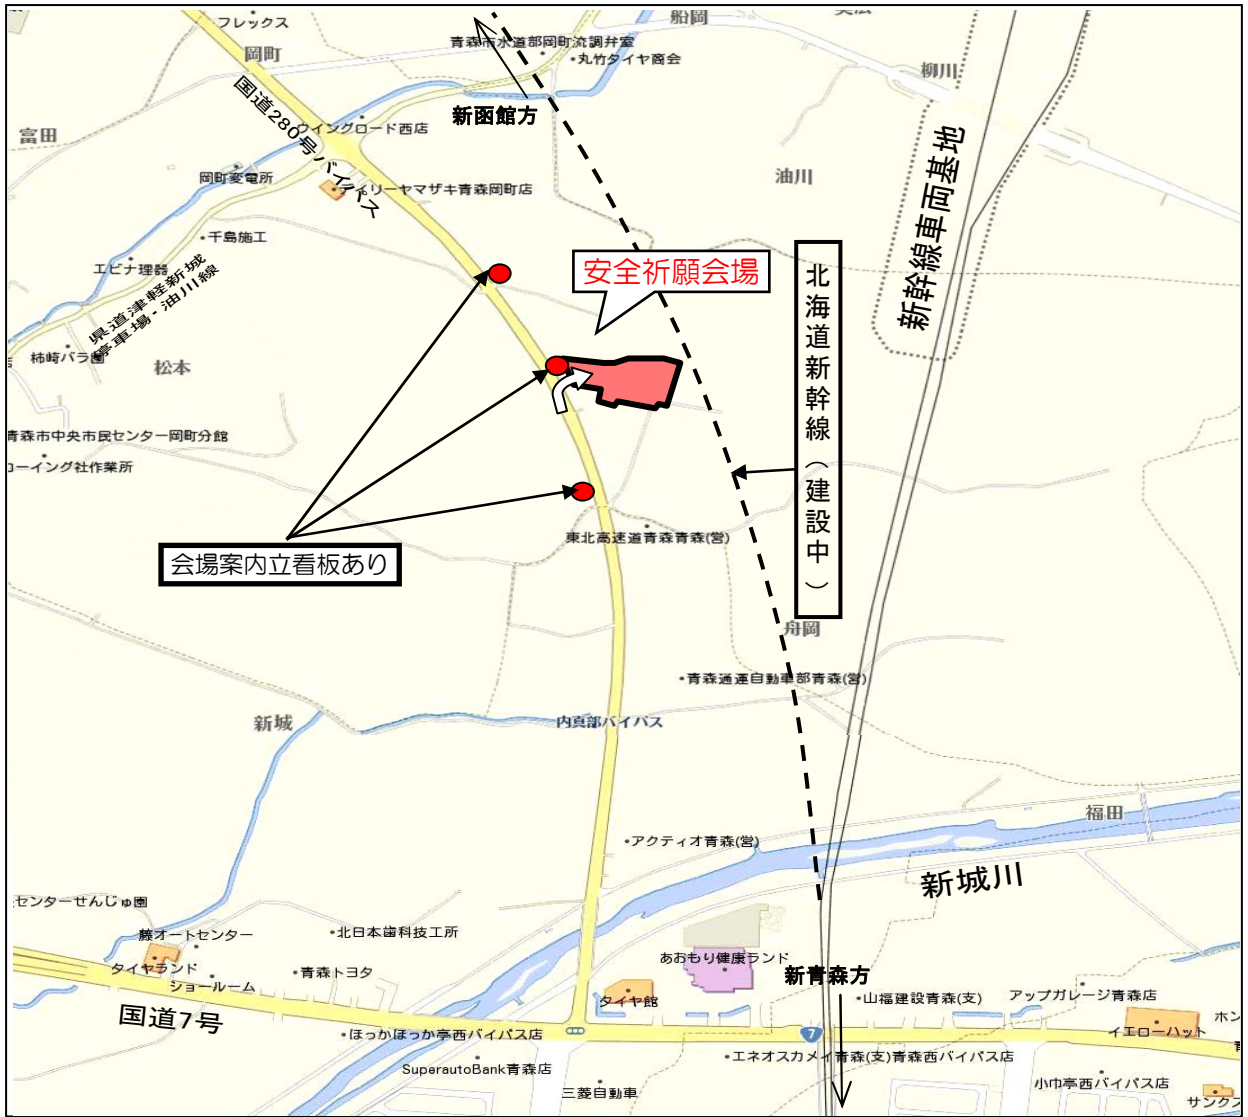 フレックス
船岡
岡町
青森市水道部岡町流調弁室
丸竹タイヤ商会
柳川
国道280号バイパス
新函館方
富田
ウイングロード西店
岡町変電所
油川
新幹線車両基地
千島施工
エビナ理器
安全祈願会場
北海道新幹線（建設中）
県道津軽新城
停車場・油川線
柿崎バラ園
松本
青森市中央市民センター岡町分館
ローイング社作業所
東北高速道青森青森(営)
会場案内立看板あり
舟岡
青森通運自動車部青森(営)
新城
内真部バイパス
福田
アクティオ青森(営)
新城川
センターせんじゅ園
藤オートセンター
北日本歯科技工所
あおもり健康ランド
タイヤランド
青森トヨタ
新青森方
ショールーム
タイヤ館
山福建設青森(支)
アップガレージ青森店
国道7号
ほっかほっか亭西バイパス店
7
イエローハット
ホン
エネオスカメイ青森(支)青森西バイパス店
SuperautoBank青森店
三菱自動車
小巾亭西バイパス店
サンクス